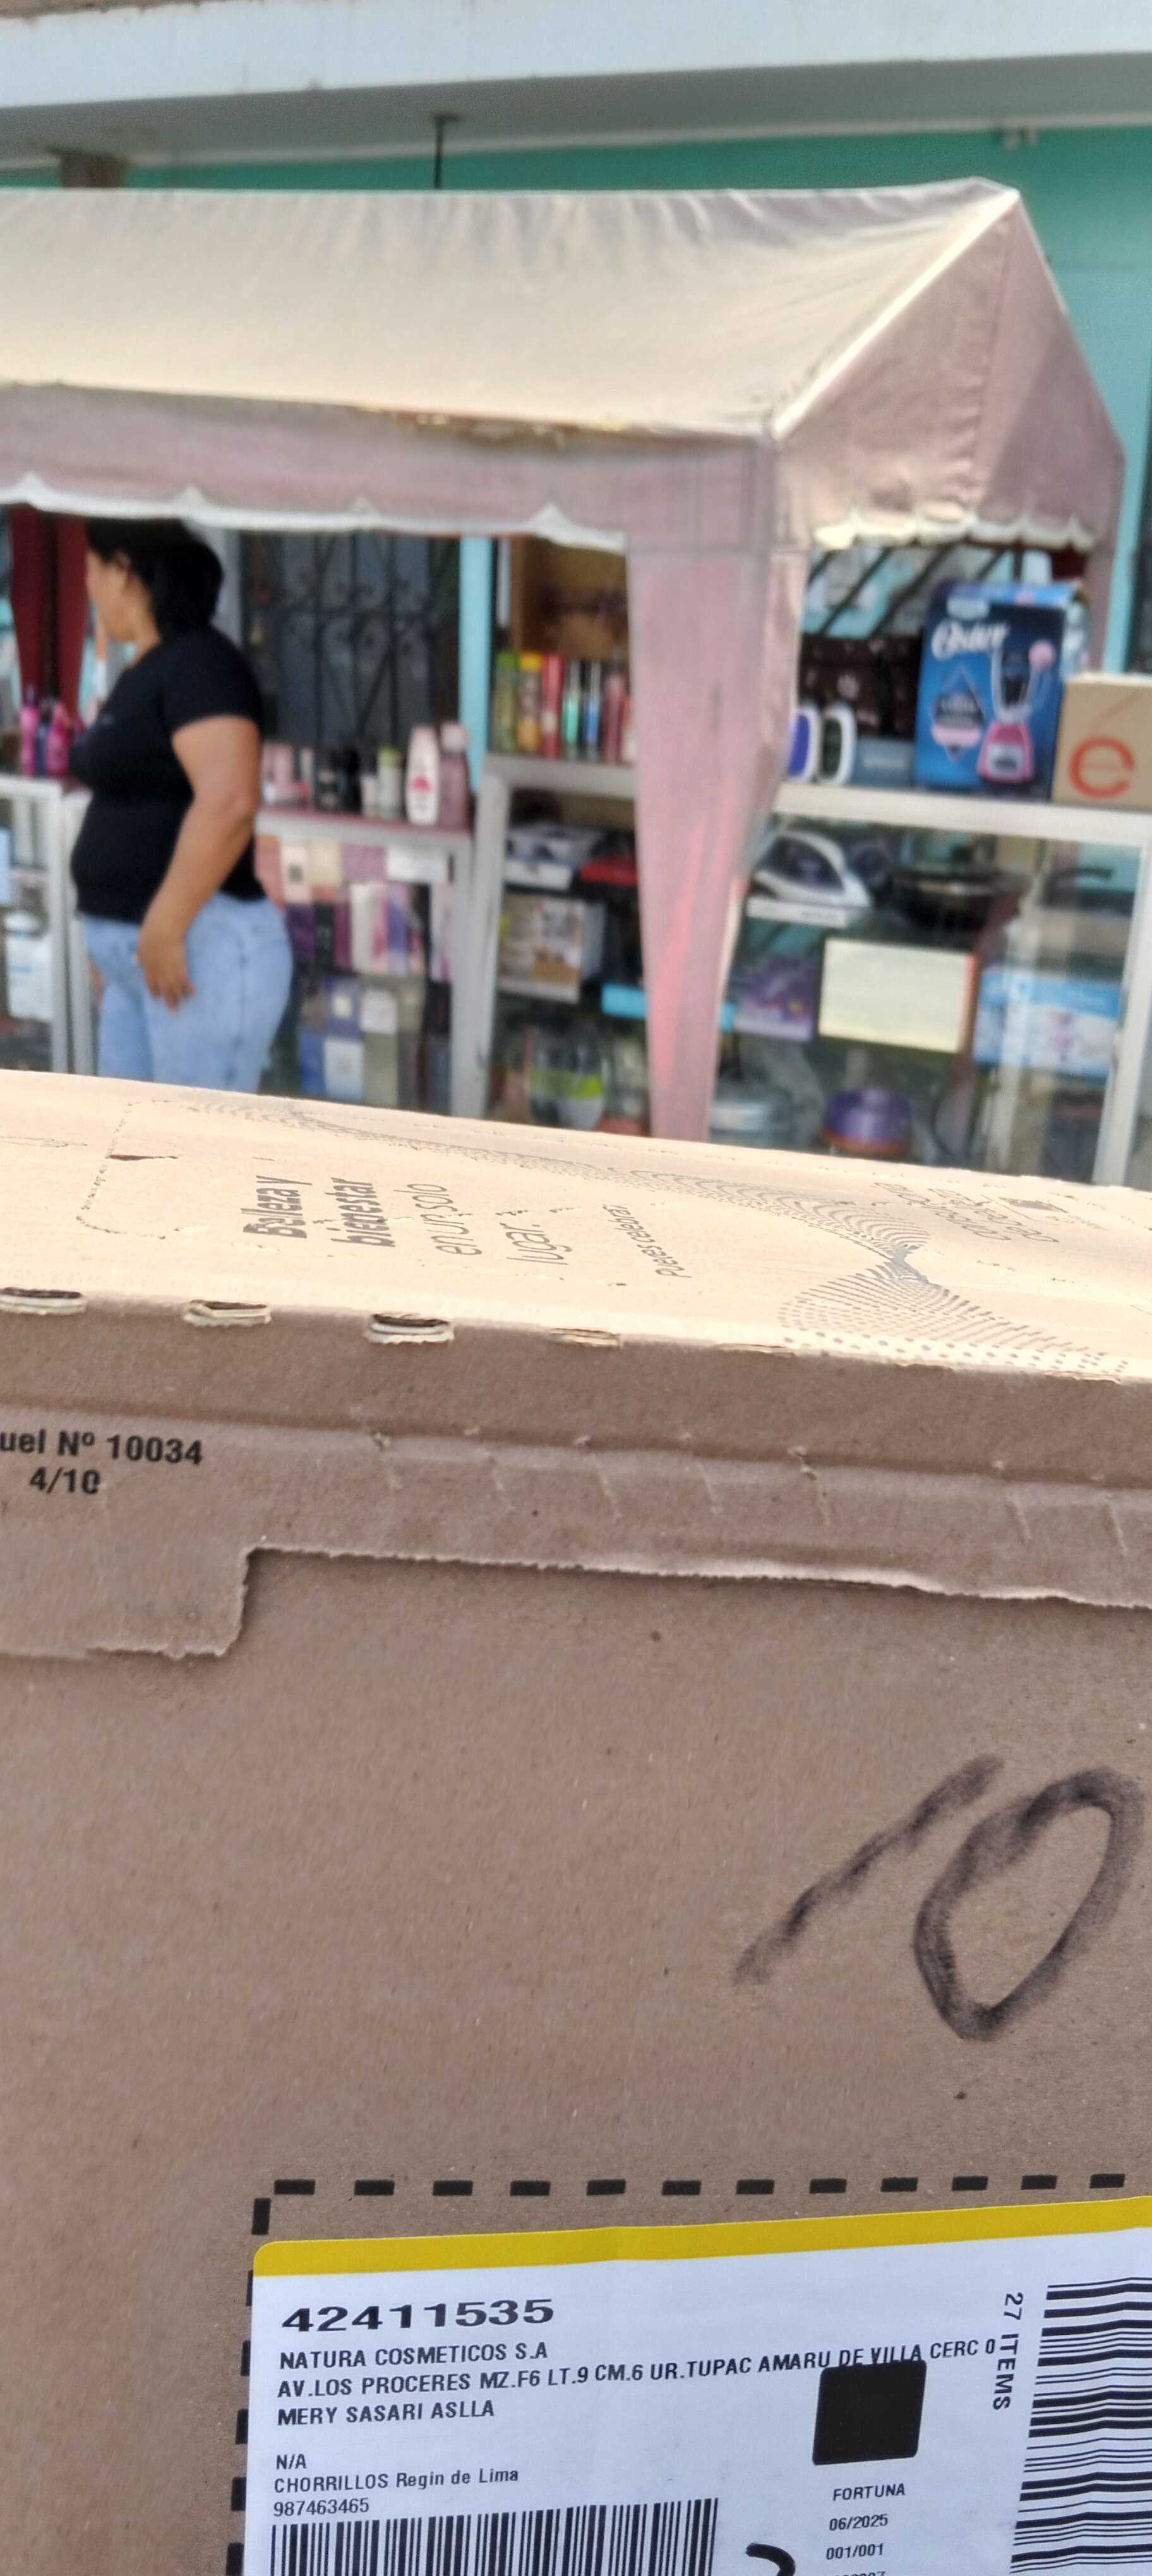 Oster
é
Belleza y
bienestar
en un solo
lugar.
Puedes celebrar
uel Nº 10034
4/10
10
42411535
NATURA COSMETICOS S.A
AV.LOS PROCERES MZ.F6 LT.9 CM.6 UR.TUPAC AMARU DE VILLA CERC 0
MERY SASARI ASLLA
N/A
CHORRILLOS Regin de Lima
987463465
27 ITEMS
FORTUNA
06/2025
001/001